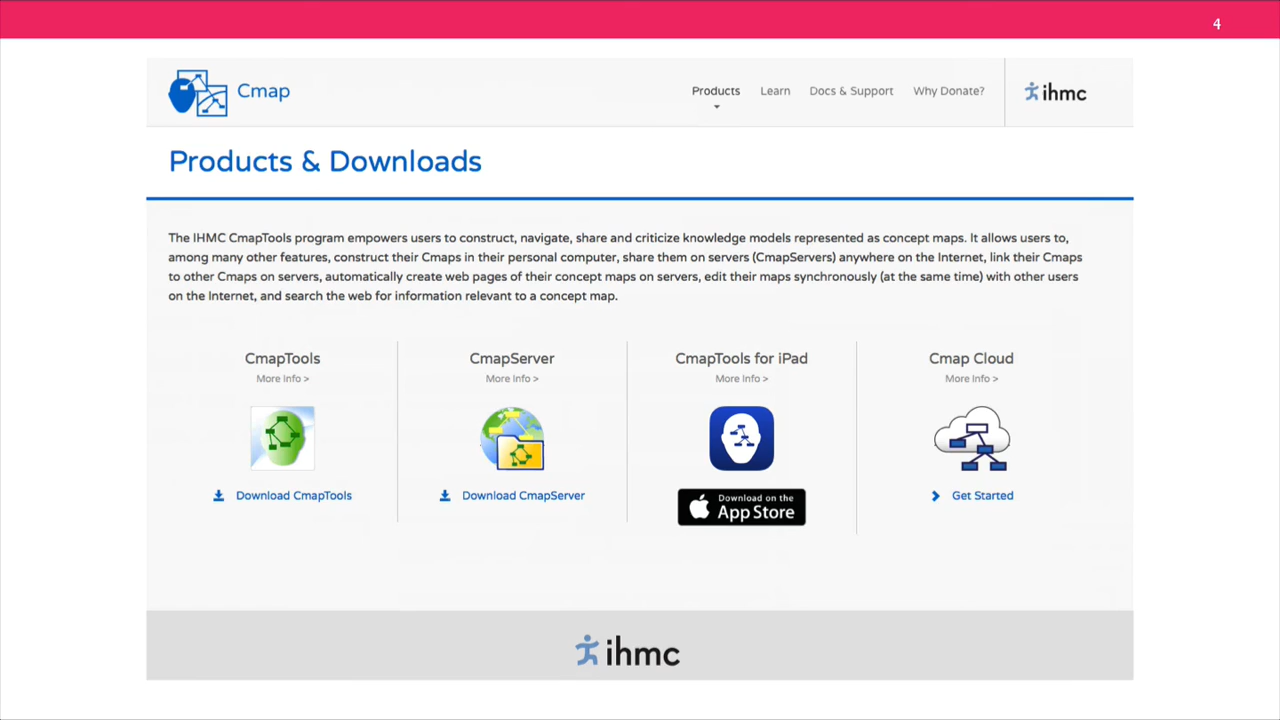 4
Cmap
Products Learn Docs & Support Why Donate? ihmc
Products & Downloads
The IHMC CmapTools program empowers users to construct, navigate, share and criticize knowledge models represented as concept maps. It allows users to,
among many other features, construct their Cmaps in their personal computer, share them on servers (CmapServers) anywhere on the Internet, link their Cmaps
to other Cmaps on servers, automatically create web pages of their concept maps on servers, edit their maps synchronously (at the same time) with other users
on the Internet, and search the web for information relevant to a concept map.
CmapTools
More Info >
Download CmapTools
CmapServer
More Info >
Download CmapServer
CmapTools for iPad
More Info >
Download on the
App Store
Cmap Cloud
More Info >
Get Started
ihmc